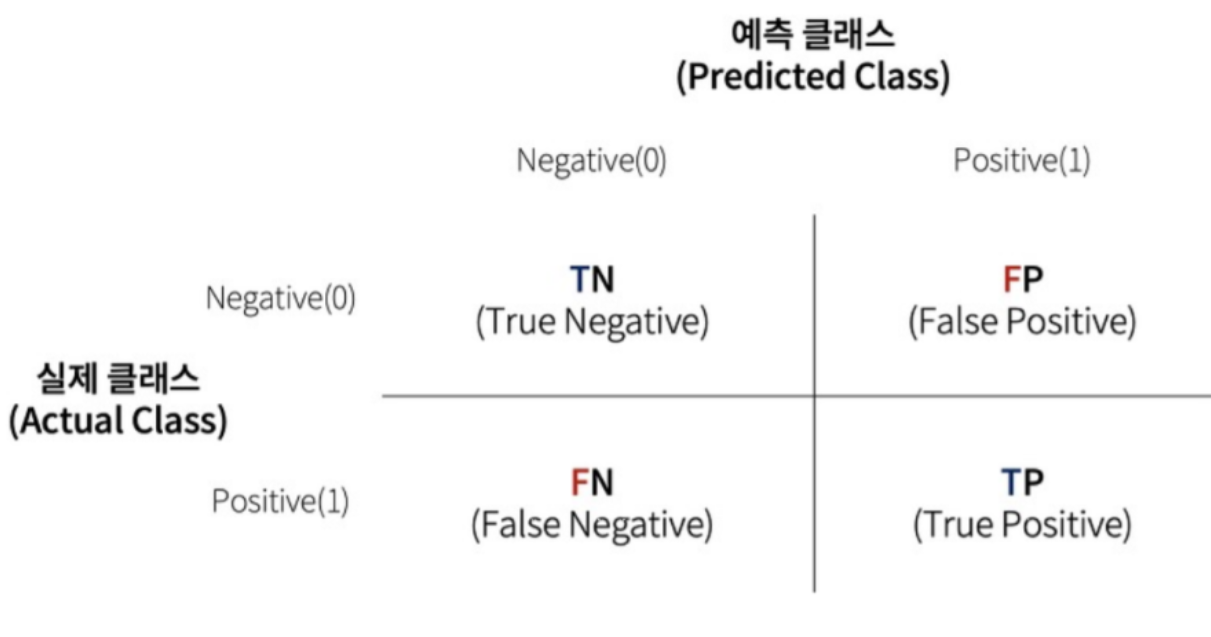 예측 클래스
(Predicted Class)
Negative(0)
Positive(1)
Negative(0)
TN
(True Negative)
FP
(False Positive)
실제 클래스
(Actual Class)
Positive(1)
FN
(False Negative)
TP
(True Positive)